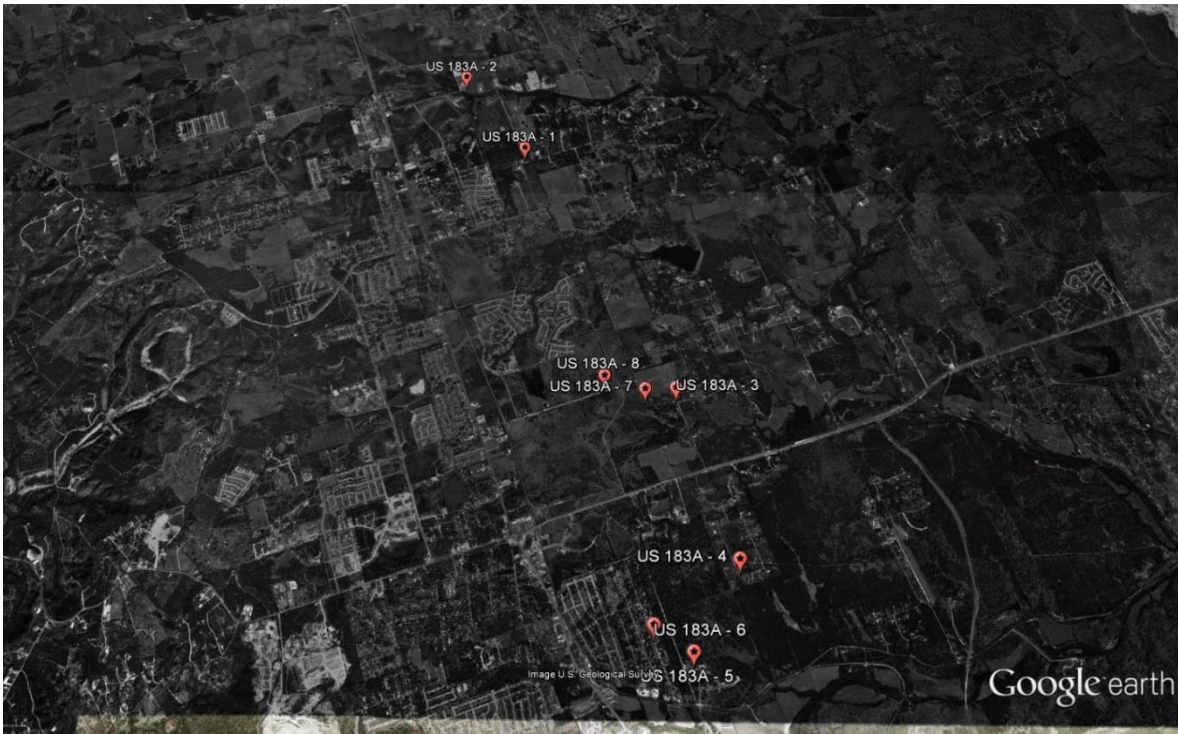 US 183A - 2
US 183A - 1
US 183A - 8
US 183A - 7
US 183A - 3
US 183A - 4
US 183A - 6
US 183A - 5
Image U.S. Geological Survey
Google earth